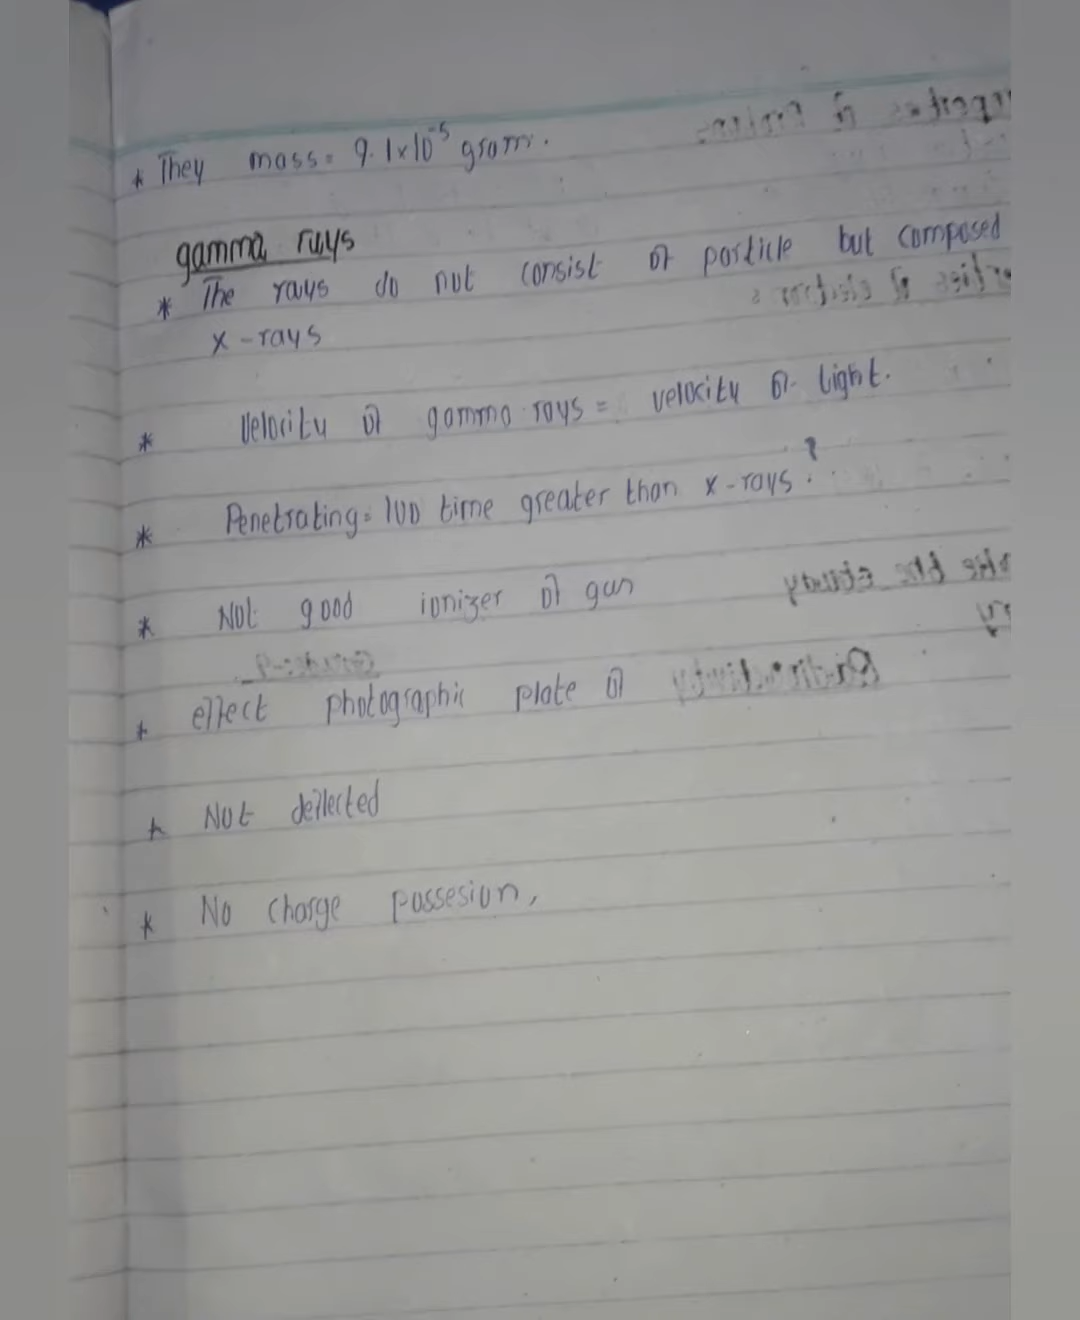 * They mass = 9.1x10⁻⁵ gram.
gamma rays
* The rays do not consist of particle but composed
x-rays
* Velocity of gamma rays = velocity of light.
* Penetrating = 100 time greater than x-rays.
* Not good ionizer of gas
* effect photographic plate of
* Not deflected
* No charge possesion,